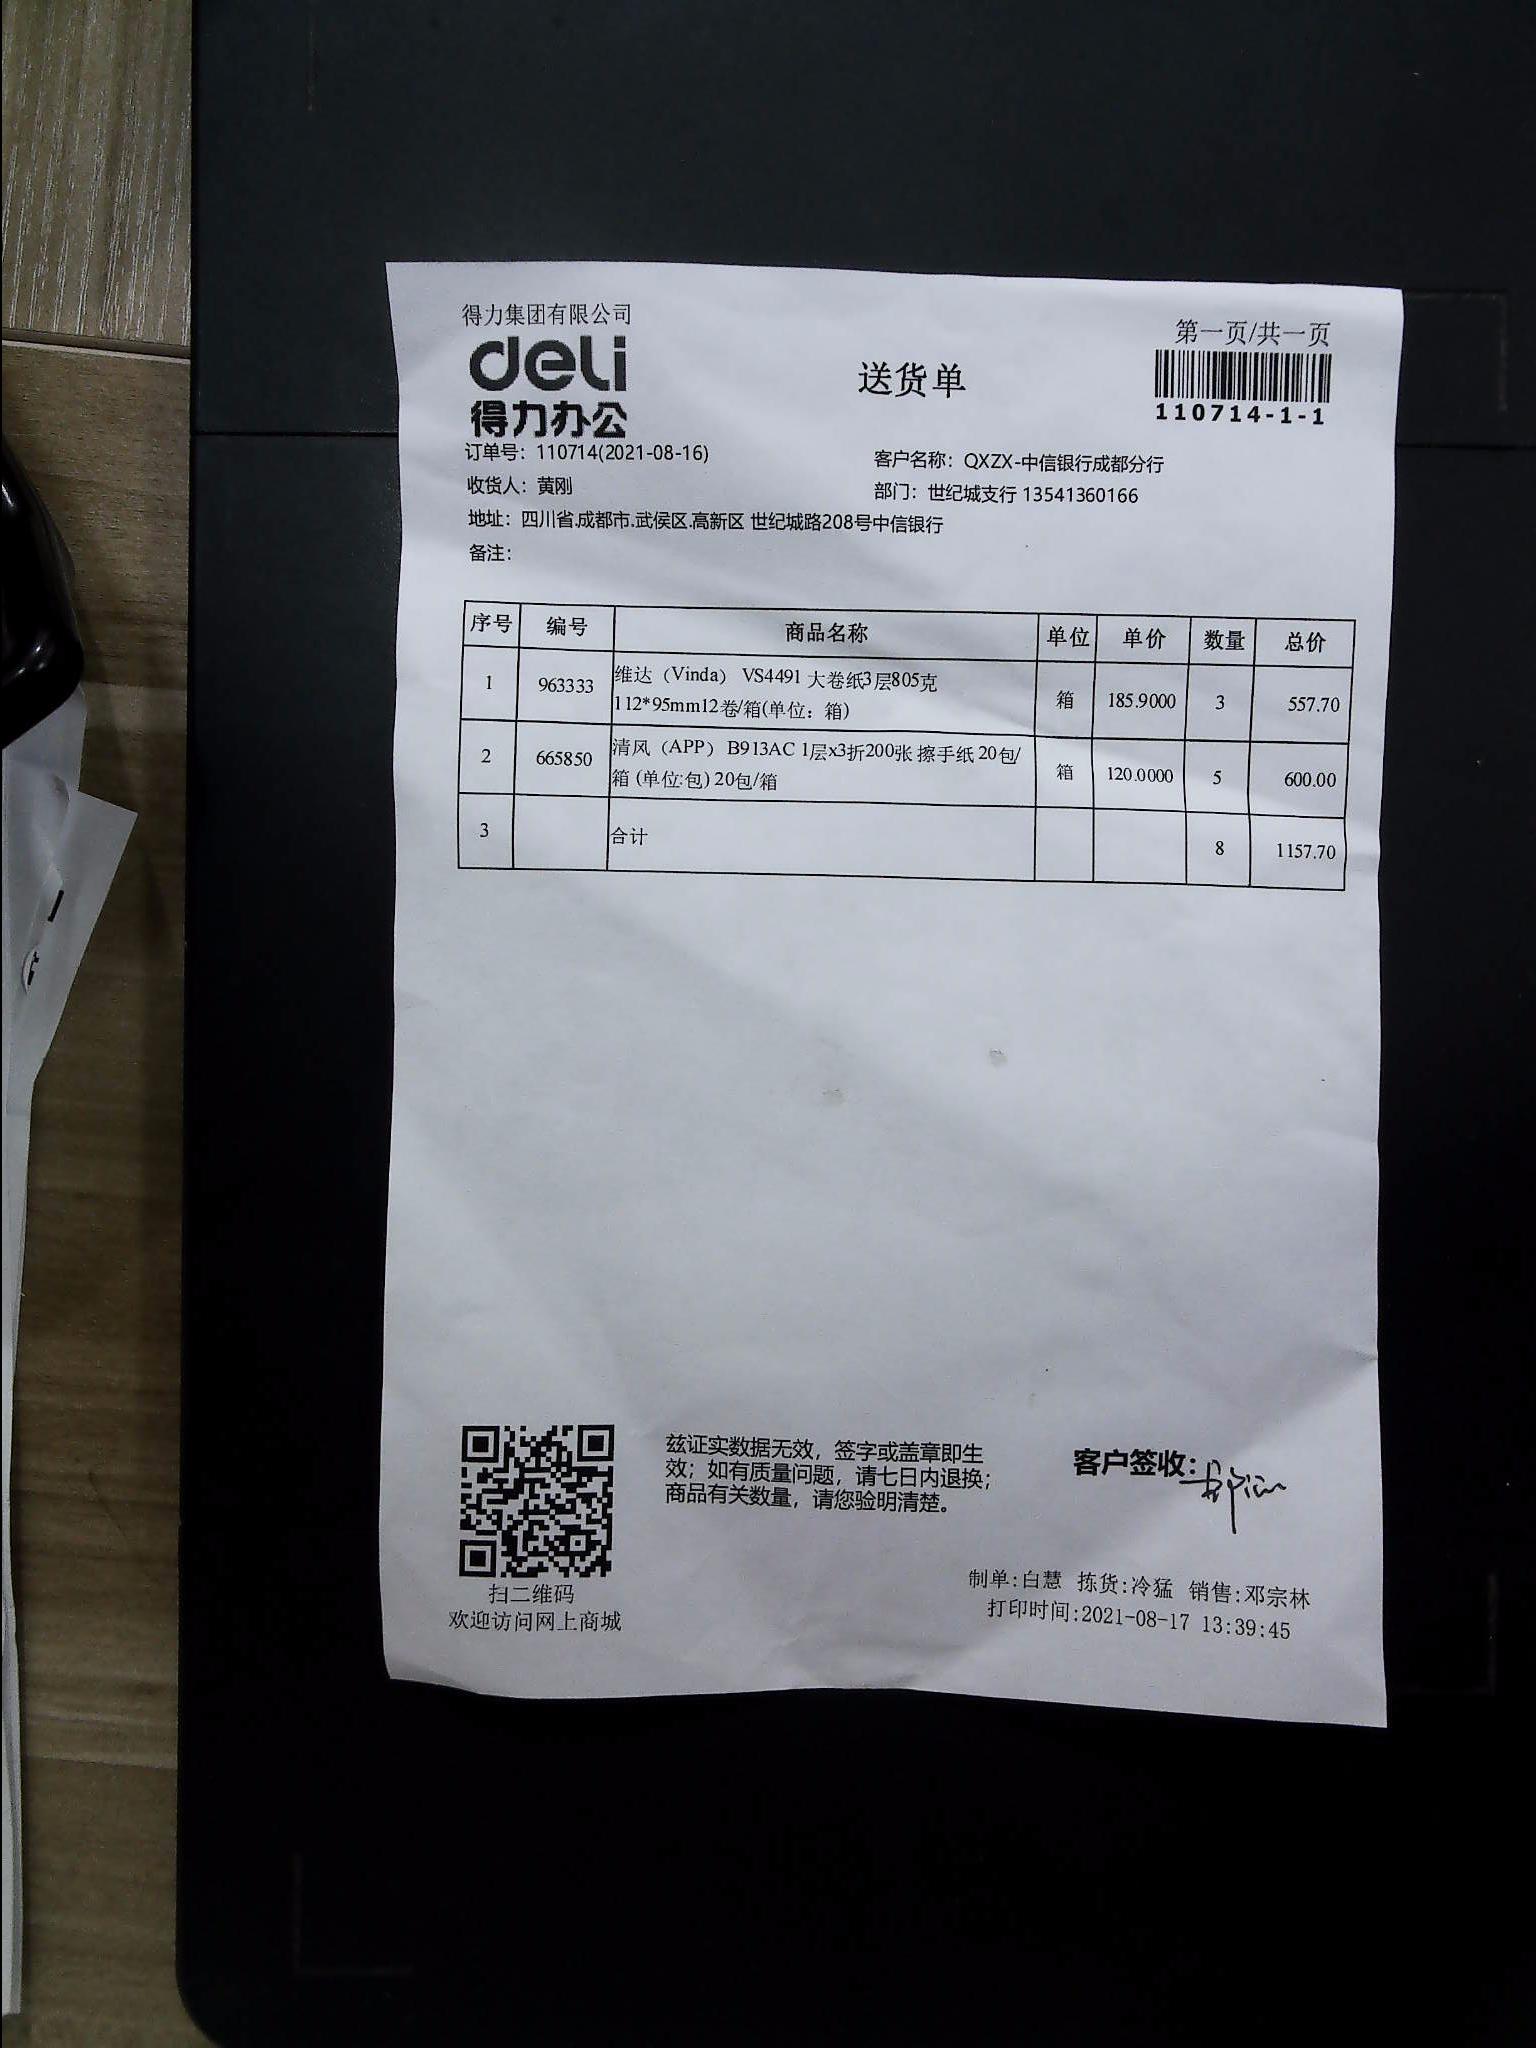 得力集团有限公司
第一页/共一页
deli
得力办公
送货单
110714-1-1
订单号：110714(2021-08-16)
客户名称：QXZX-中信银行成都分行
收货人：黄刚
部门：世纪城支行 13541360166
地址：四川省.成都市.武侯区.高新区 世纪城路208号中信银行
备注：
序号 编号 商品名称 单位 单价 数量 总价
1 963333 维达（Vinda） VS4491 大卷纸3层805克 箱 185.9000 3 557.70
112*95mm12卷/箱(单位：箱)
2 665850 清风（APP）B913AC 1层x3折200张 擦手纸 20包/ 箱 120.0000 5 600.00
箱 (单位:包) 20包/箱
3 合计 8 1157.70
兹证实数据无效，签字或盖章即生
效；如有质量问题，请七日内退换；
商品有关数量，请您验明清楚。
客户签收：
扫二维码
欢迎访问网上商城
制单:白慧 拣货:冷猛 销售:邓宗林
打印时间:2021-08-17 13:39:45